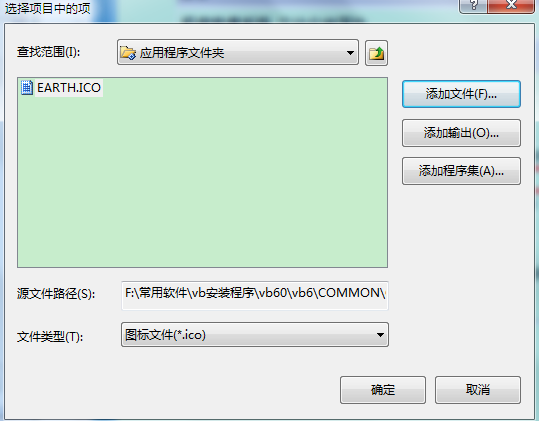 选择项目中的项
查找范围(I):
应用程序文件夹
EARTH.ICO
添加文件(F)...
添加输出(O)...
添加程序集(A)...
源文件路径(S):
F:\常用软件\vb安装程序\vb60\vb6\COMMON\
文件类型(T):
图标文件(*.ico)
确定
取消